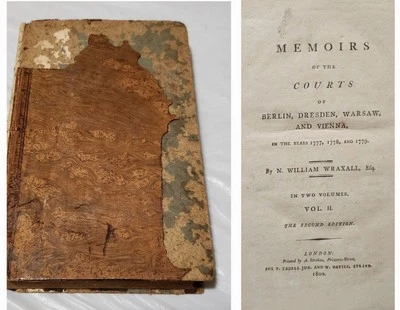 MEMOIRS
OF THE
COURTS
OF
BERLIN, DRESDEN, WARSAW,
AND VIENNA,
IN THE YEARS 1777, 1778, AND 1779.
By N. WILLIAM WRAXALL, Esq.
IN TWO VOLUMES.
VOL. II.
THE SECOND EDITION.
LONDON:
Printed by A. Strahan, Printers-Street,
FOR T. CADELL JUN. AND W. DAVIES, STRAND.
1800.